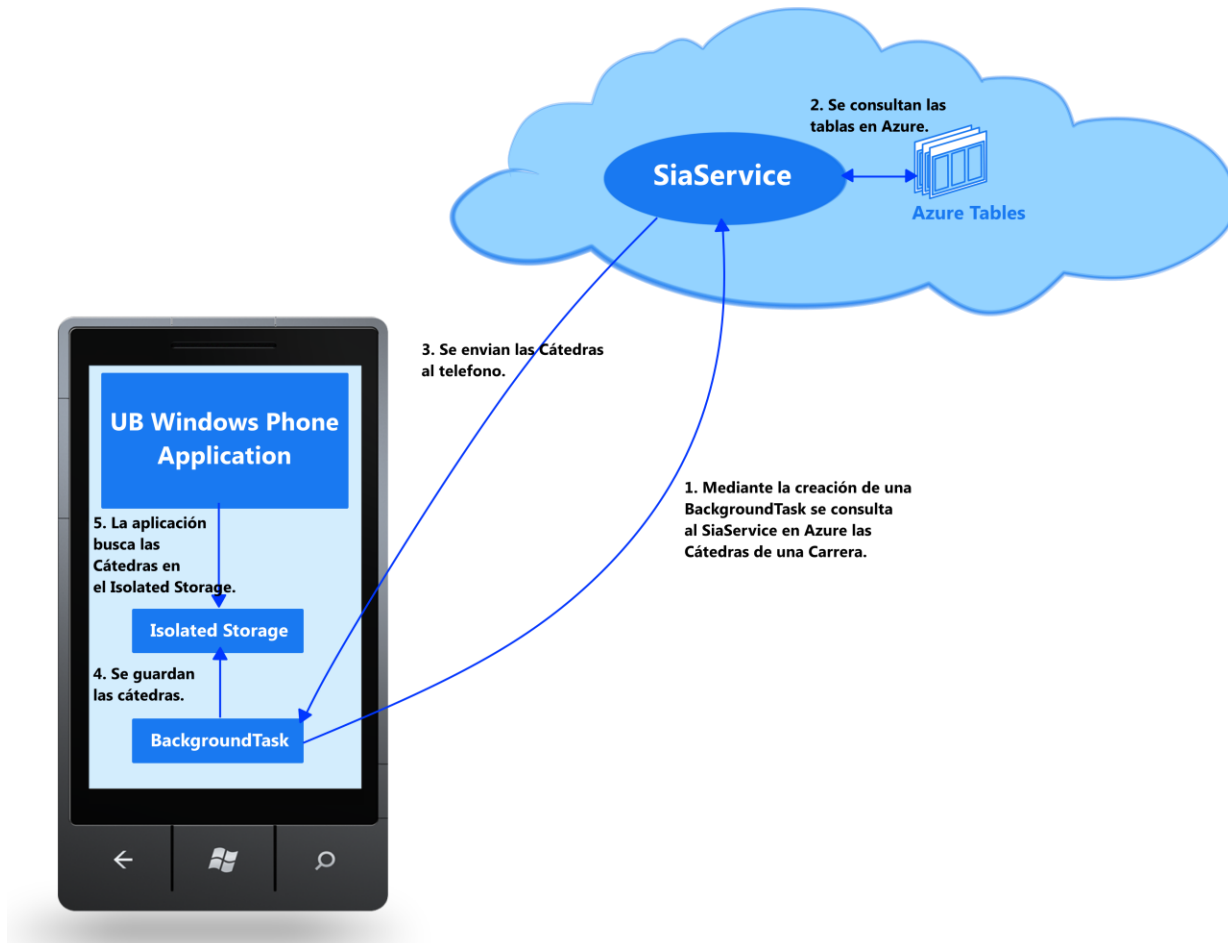 2. Se consultan las
tablas en Azure.
SiaService
Azure Tables
3. Se envian las Cátedras
al telefono.
UB Windows Phone
Application
1. Mediante la creación de una
BackgroundTask se consulta
al SiaService en Azure las
Cátedras de una Carrera.
5. La aplicación
busca las
Cátedras en
el Isolated Storage.
Isolated Storage
4. Se guardan
las cátedras.
BackgroundTask